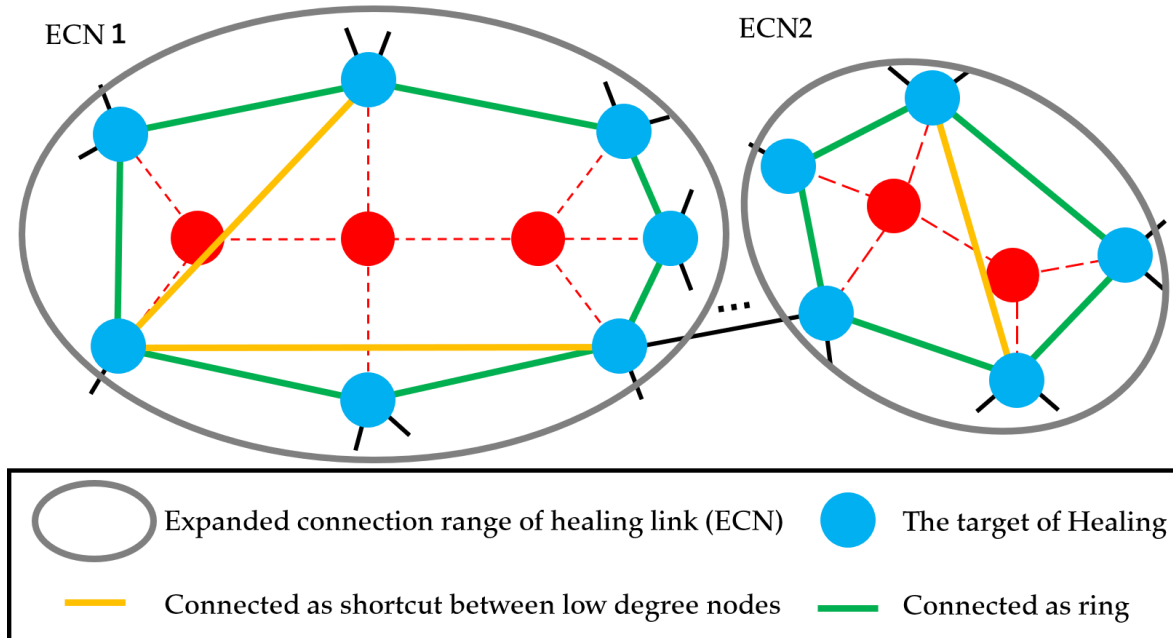 ECN 1
ECN2
...
Expanded connection range of healing link (ECN)
The target of Healing
Connected as shortcut between low degree nodes
Connected as ring